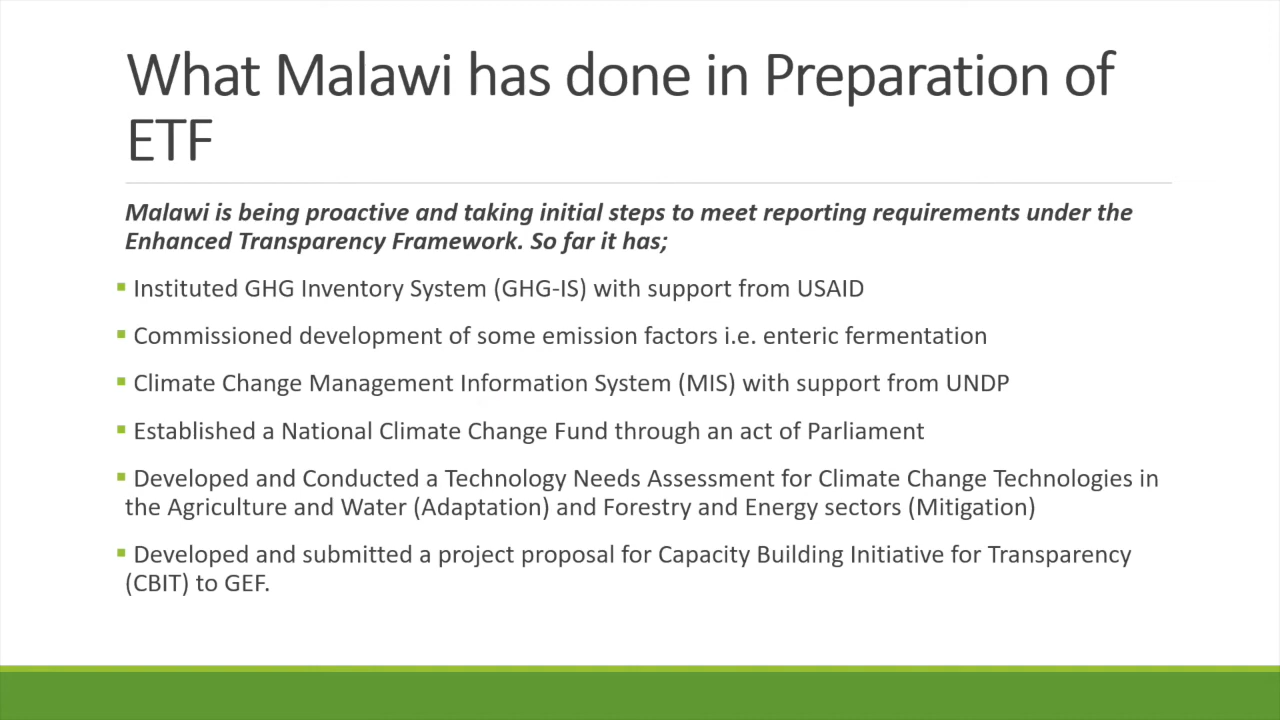 What Malawi has done in Preparation of
ETF
Malawi is being proactive and taking initial steps to meet reporting requirements under the
Enhanced Transparency Framework. So far it has;
▪ Instituted GHG Inventory System (GHG-IS) with support from USAID
▪ Commissioned development of some emission factors i.e. enteric fermentation
▪ Climate Change Management Information System (MIS) with support from UNDP
▪ Established a National Climate Change Fund through an act of Parliament
▪ Developed and Conducted a Technology Needs Assessment for Climate Change Technologies in
the Agriculture and Water (Adaptation) and Forestry and Energy sectors (Mitigation)
▪ Developed and submitted a project proposal for Capacity Building Initiative for Transparency
(CBIT) to GEF.